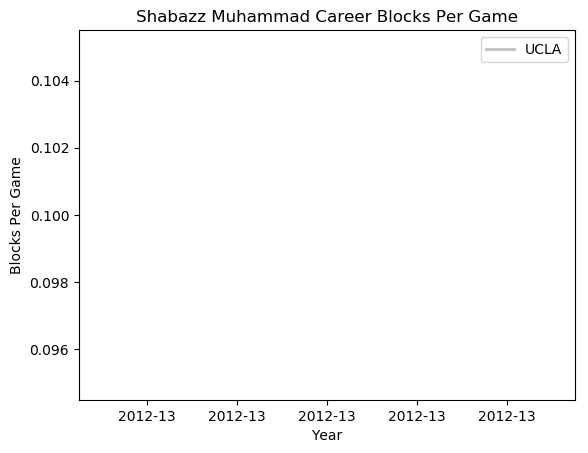 Shabazz Muhammad Career Blocks Per Game
UCLA
0.104
0.102
0.100
0.098
0.096
Blocks Per Game
2012-13 2012-13 2012-13 2012-13 2012-13
Year